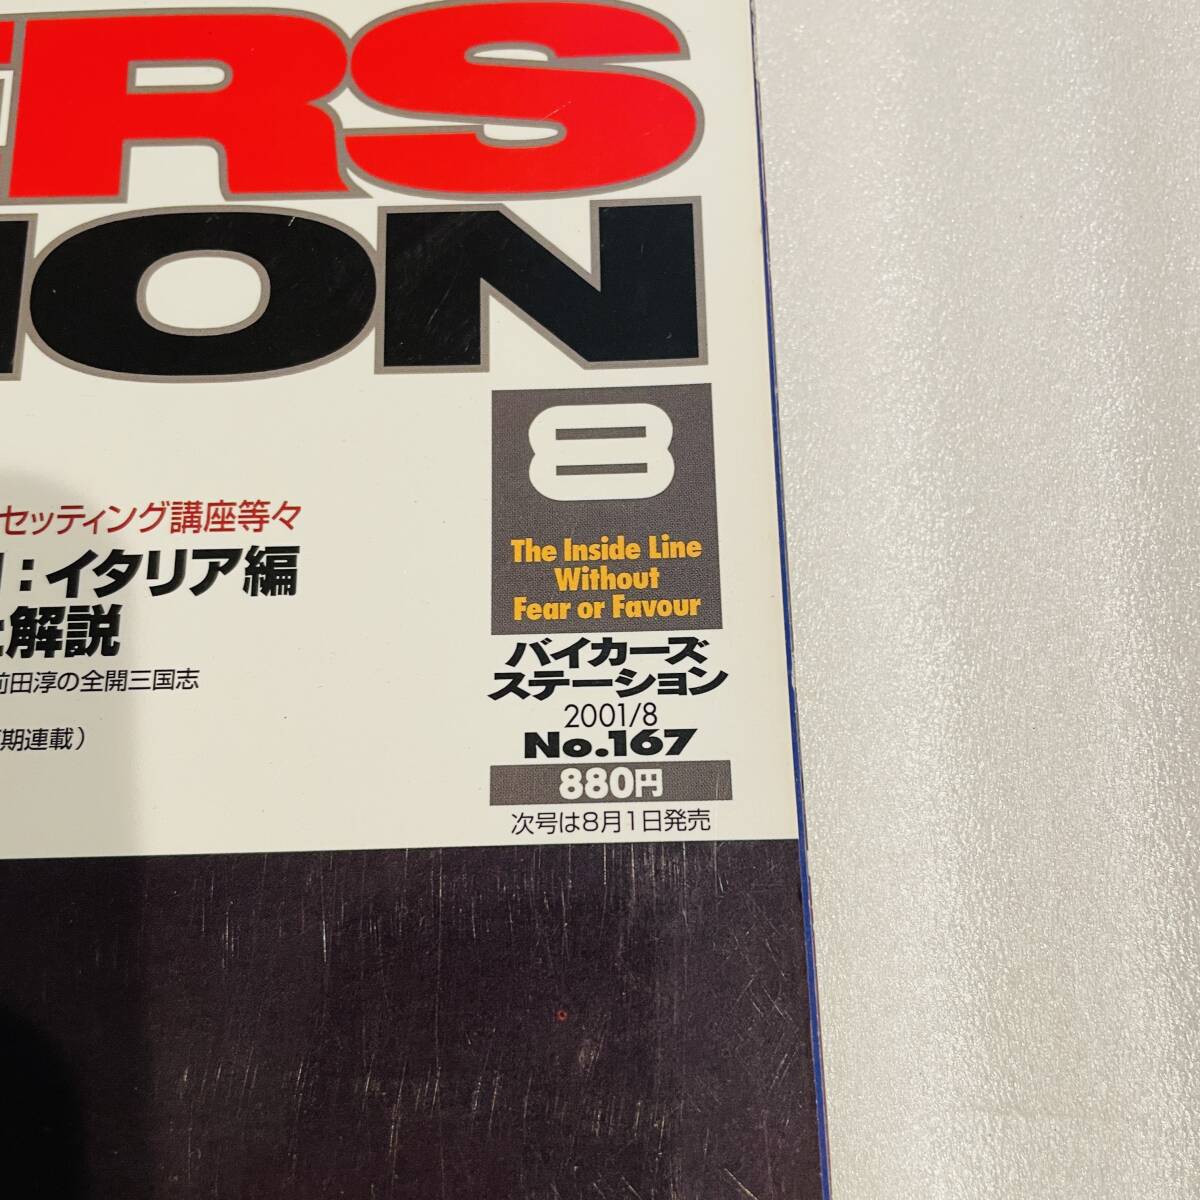 ERS
ION
8
The Inside Line
Without
Fear or Favour
バイカーズ
ステーション
2001/8
No.167
880円
次号は8月1日発売
セッティング講座等々
:イタリア編
解説
前田淳の全開三国志
期連載）